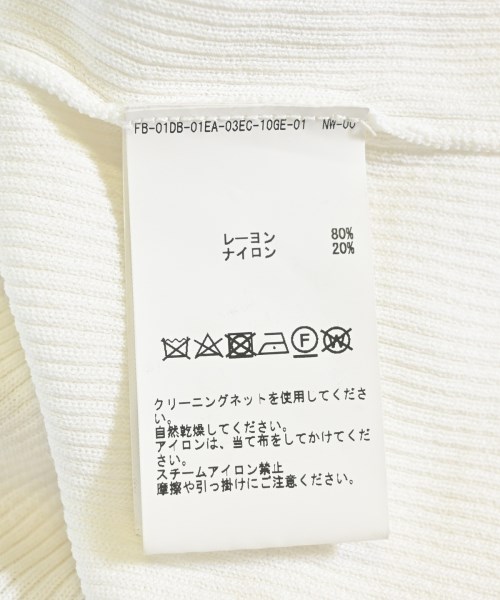 FB-01DB-01EA-03EC-10GE-01 NW-00
レーヨン 80%
ナイロン 20%
F W
クリーニングネットを使用してくださ
い。
自然乾燥してください。
アイロンは、当て布をしてかけてくだ
さい。
スチームアイロン禁止
摩擦や引っ掛けにご注意ください。